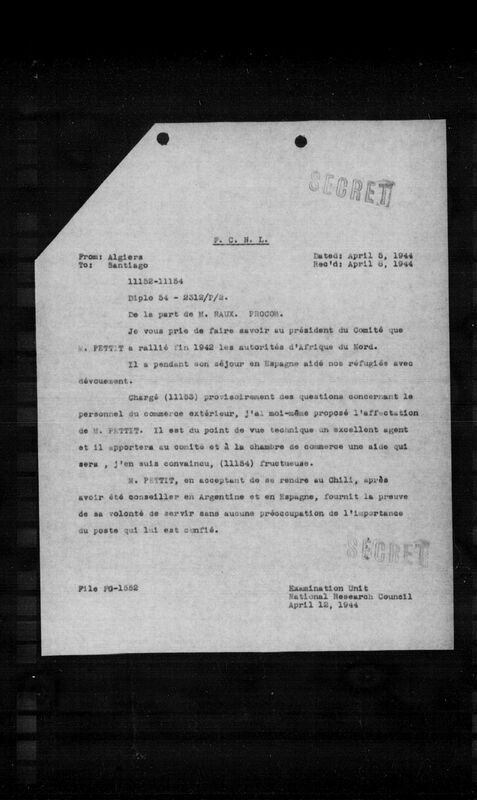 SECRET
F. C. N. L.
From: Algiers Dated: April 5, 1944
To: Santiago Rec'd: April 6, 1944
11152-11154
Diplo 54 - 2312/P/2.
De la part de M. RAUX. PROCOM.
Je vous prie de faire savoir au président du Comité que
M. PETTIT a rallié fin 1942 les autorités d'Afrique du Nord.
Il a pendant son séjour en Espagne aidé nos réfugiés avec
dévouement.
Chargé (11153) provisoirement des questions concernant le
personnel du commerce extérieur, j'ai moi-même proposé l'affectation
de M. PETTIT. Il est du point de vue technique un excellent agent
et il apportera au comité et à la chambre de commerce une aide qui
sera , j'en suis convaincu, (11154) fructueuse.
M. PETTIT, en acceptant de se rendre au Chili, après
avoir été conseiller en Argentine et en Espagne, fournit la preuve
de sa volonté de servir sans aucune préoccupation de l'importance
du poste qui lui est confié.
SECRET
File FG-1552 Examination Unit
National Research Council
April 12, 1944